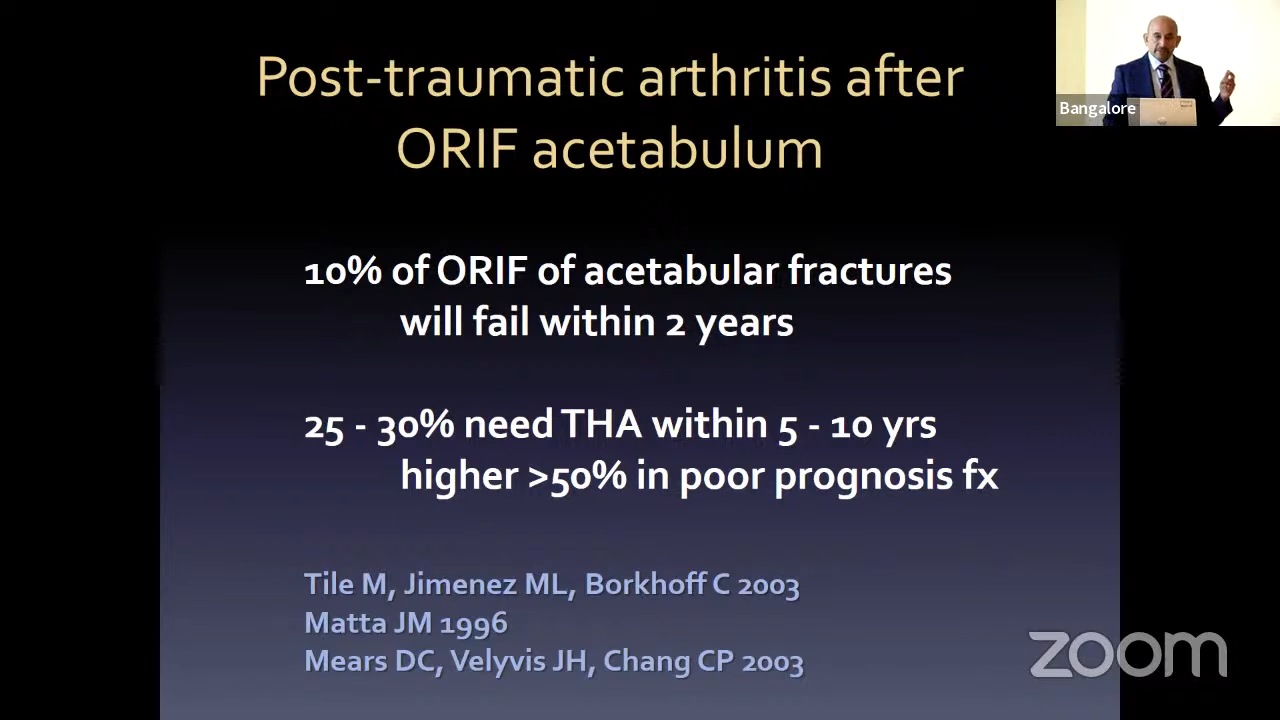 Post-traumatic arthritis after
ORIF acetabulum
Bangalore
10% of ORIF of acetabular fractures
will fail within 2 years
25 - 30% need THA within 5 - 10 yrs
higher >50% in poor prognosis fx
Tile M, Jimenez ML, Borkhoff C 2003
Matta JM 1996
Mears DC, Velyvis JH, Chang CP 2003
zoom